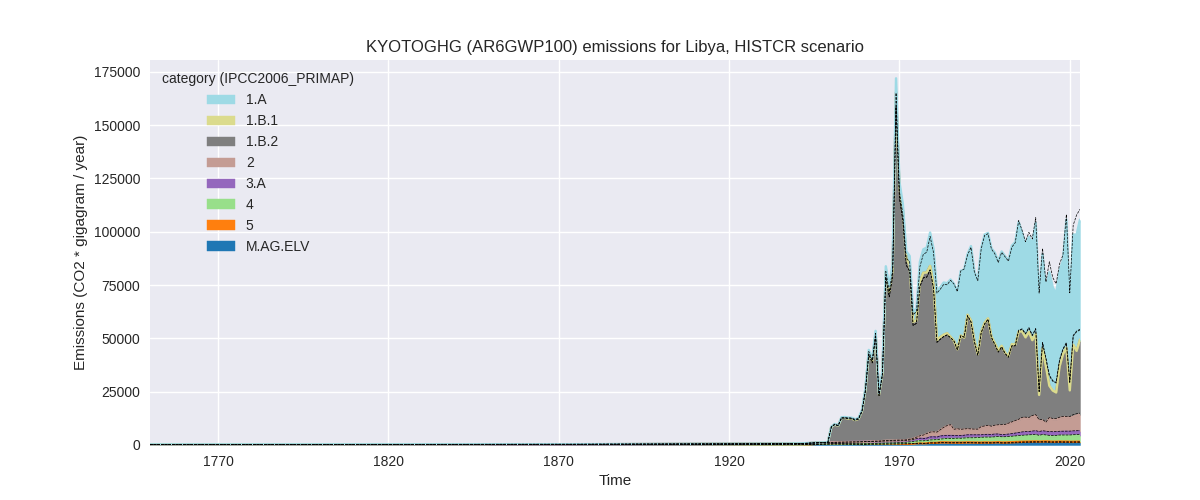 KYOTOGHG (AR6GWP100) emissions for Libya, HISTCR scenario
175000
150000
125000
100000
75000
50000
25000
0
Emissions (CO2 * gigagram / year)
category (IPCC2006_PRIMAP)
1.A
1.B.1
1.B.2
2
3.A
4
5
M.AG.ELV
1770
1820
1870
1920
1970
2020
Time